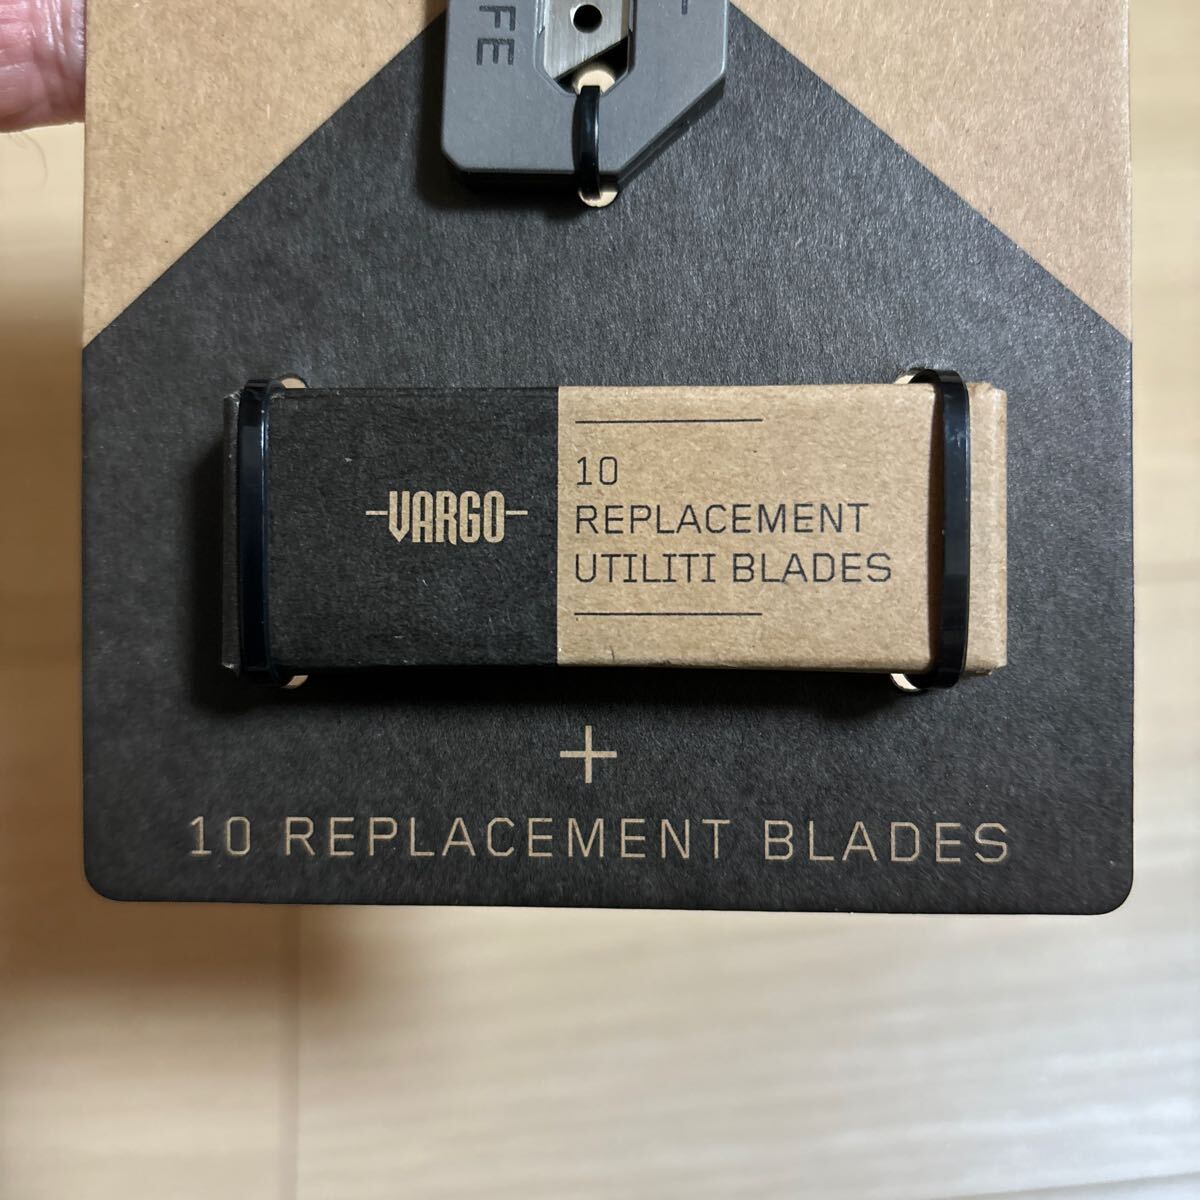 FE
VARGO
10
REPLACEMENT
UTILITI BLADES
+
10 REPLACEMENT BLADES